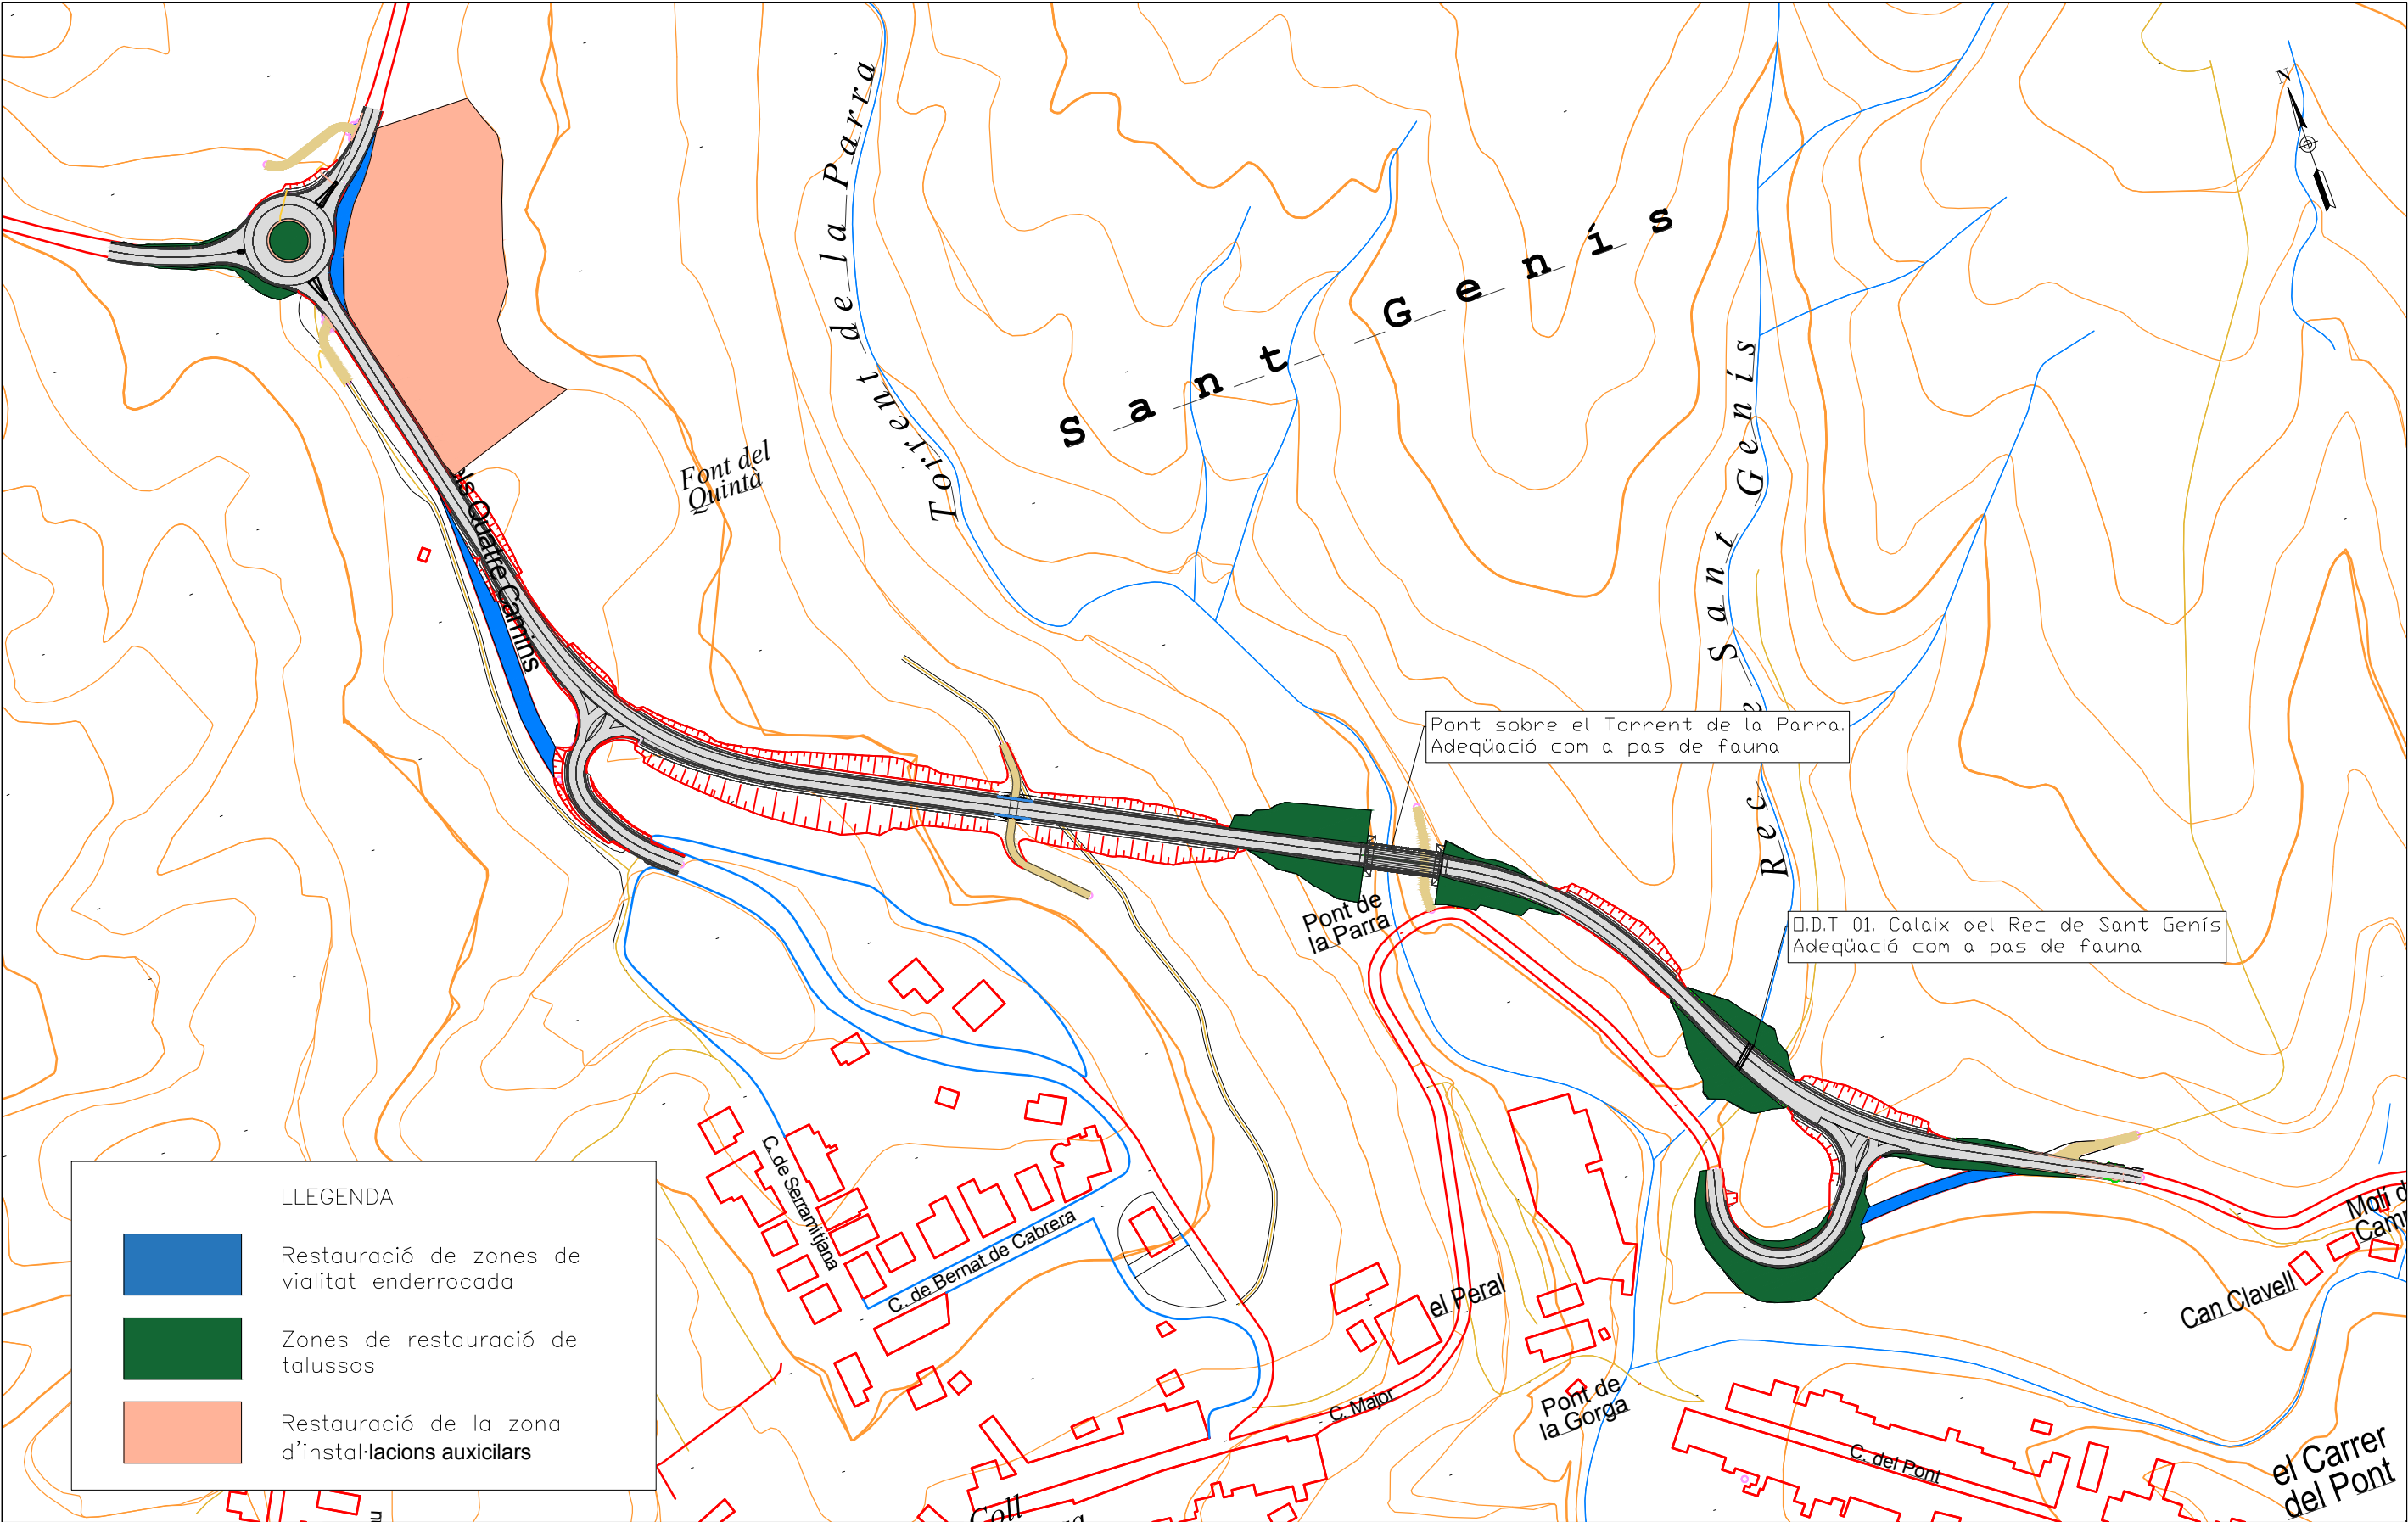 N
Torrent de la Parra
Sant Genís
Rec Sant Genís
Font del
Quintà
els Quatre Camins
Pont sobre el Torrent de la Parra.
Adeqüació com a pas de fauna
Pont de
la Parra
□.D.T 01. Calaix del Rec de Sant Genís
Adeqüació com a pas de fauna
C. de Serramitjana
C. de Bernat de Cabrera
el Peral
C. Major
Pont de
la Gorga
C. del Pont
Can Clavell
Molí d
Camp
el Carrer
del Pont
Coll
LLEGENDA
Restauració de zones de
vialitat enderrocada
Zones de restauració de
talussos
Restauració de la zona
d'instal·lacions auxicilars